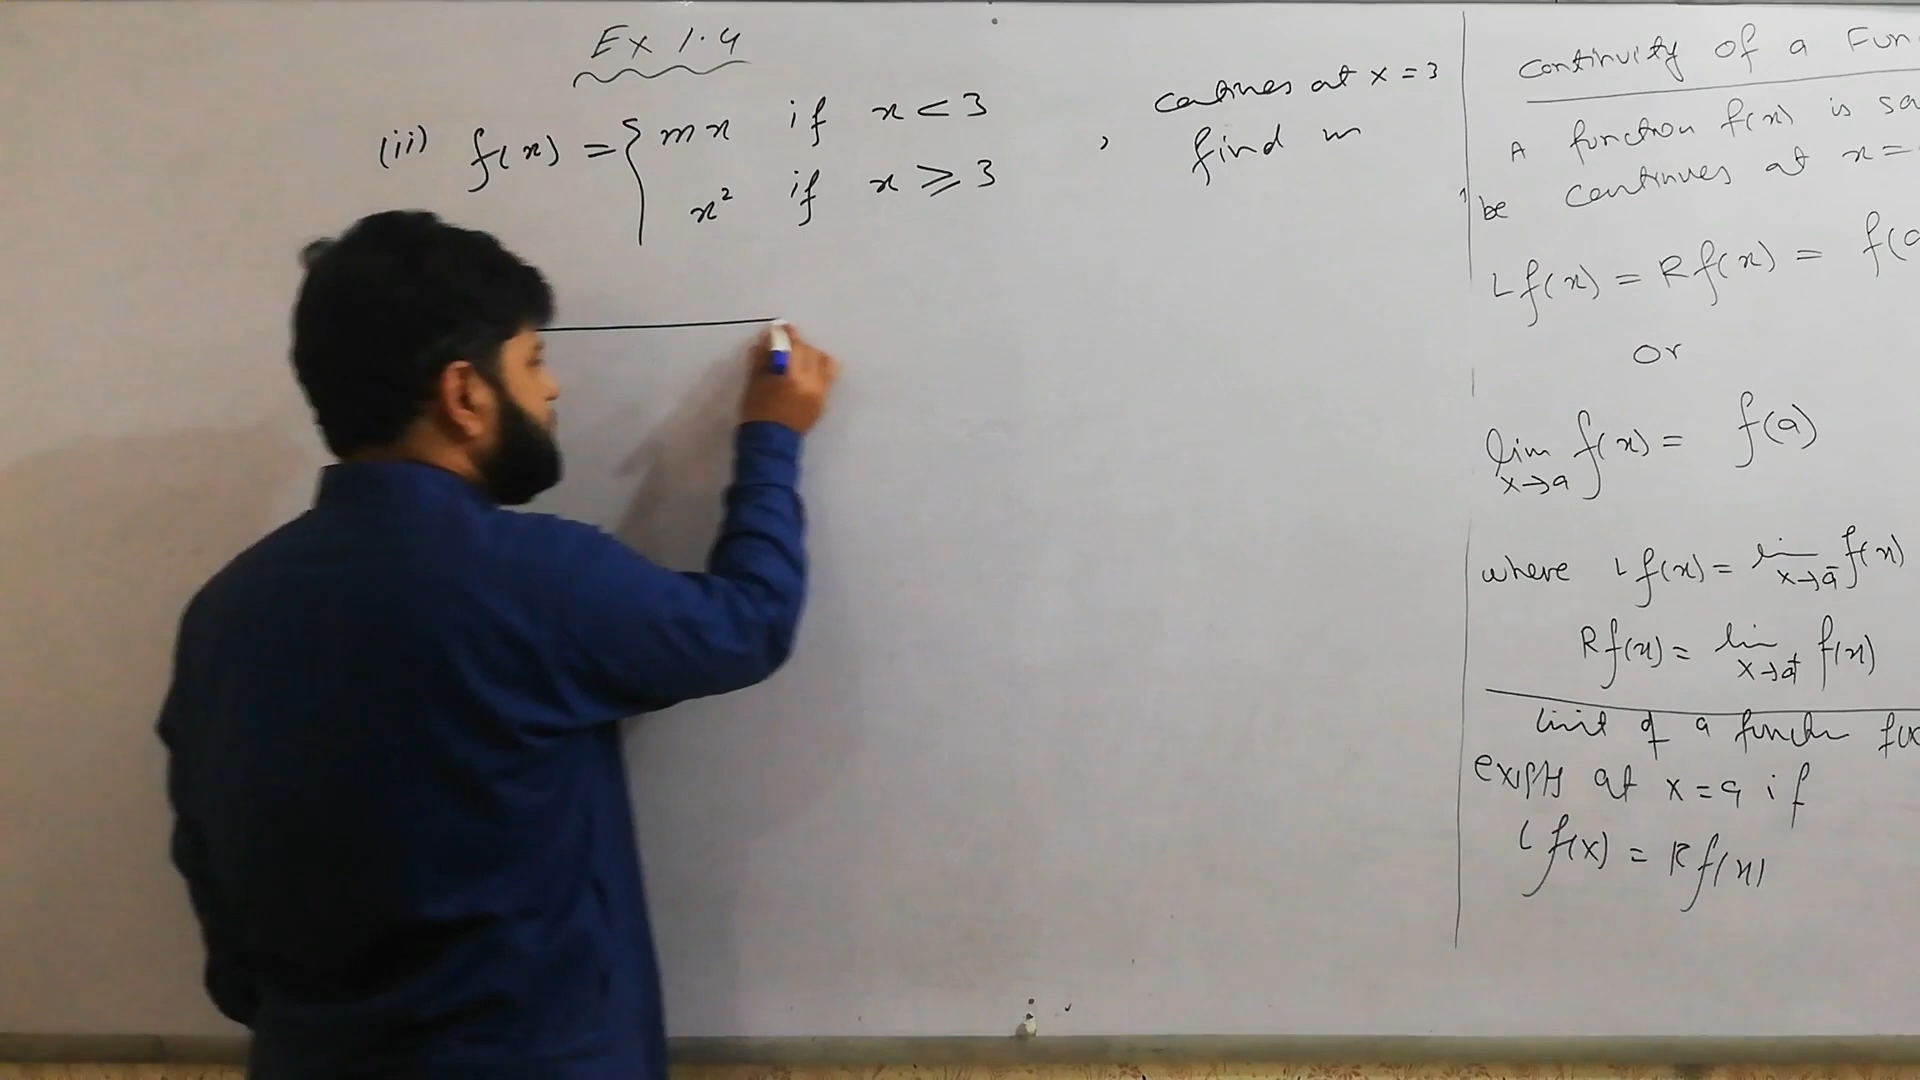 Ex 1.4
(ii) f(x) = { mx if x < 3
x² if x ≥ 3
, continues at x = 3
find m
Continuity of a Fun
A function f(x) is sa
be continues at x =
Lf(x) = Rf(x) = f(a
or
lim x→a f(x) = f(a)
where Lf(x) = lim x→a⁻ f(x)
Rf(x) = lim x→a⁺ f(x)
limit of a function f(x
exists at x = a if
Lf(x) = Rf(x)